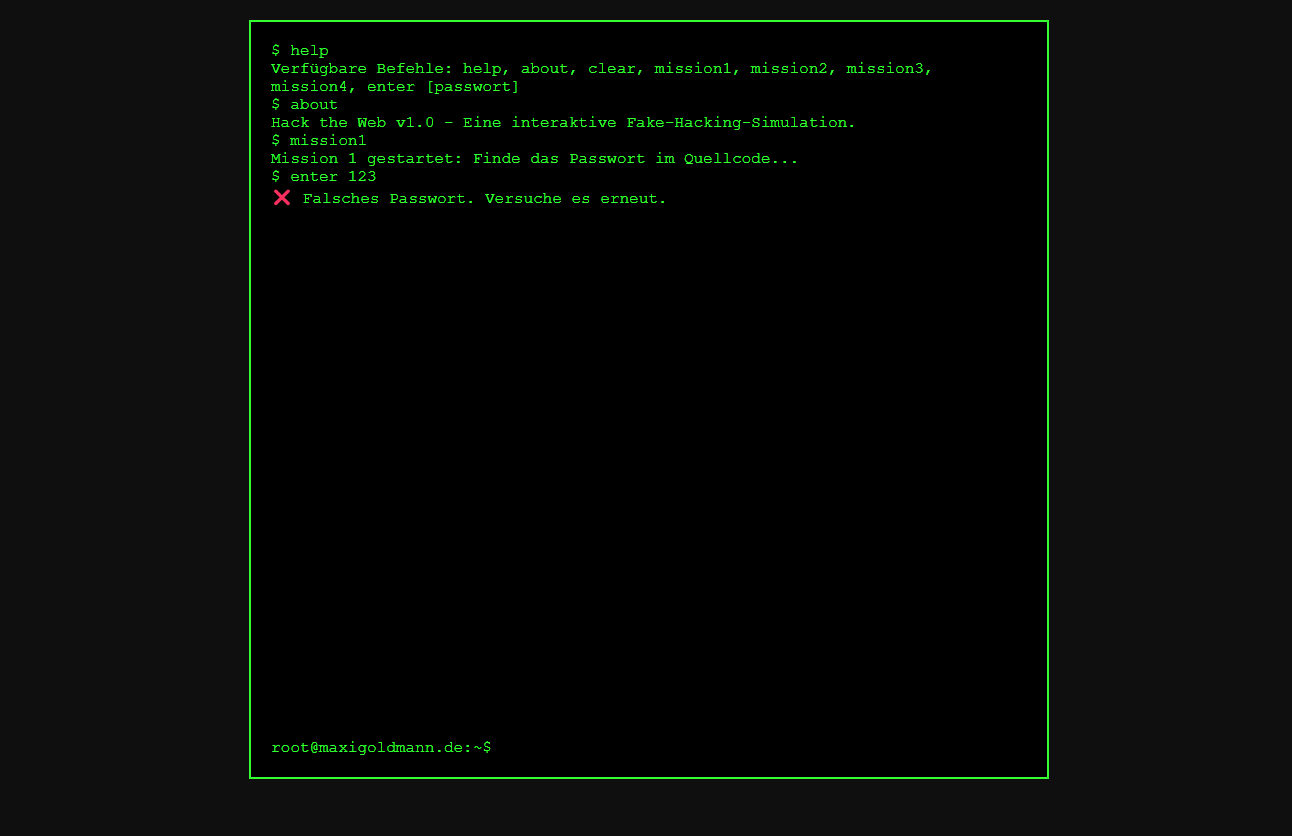 $ help
Verfügbare Befehle: help, about, clear, mission1, mission2, mission3,
mission4, enter [passwort]
$ about
Hack the Web v1.0 - Eine interaktive Fake-Hacking-Simulation.
$ mission1
Mission 1 gestartet: Finde das Passwort im Quellcode...
$ enter 123
❌ Falsches Passwort. Versuche es erneut.
root@maxigoldmann.de:~$